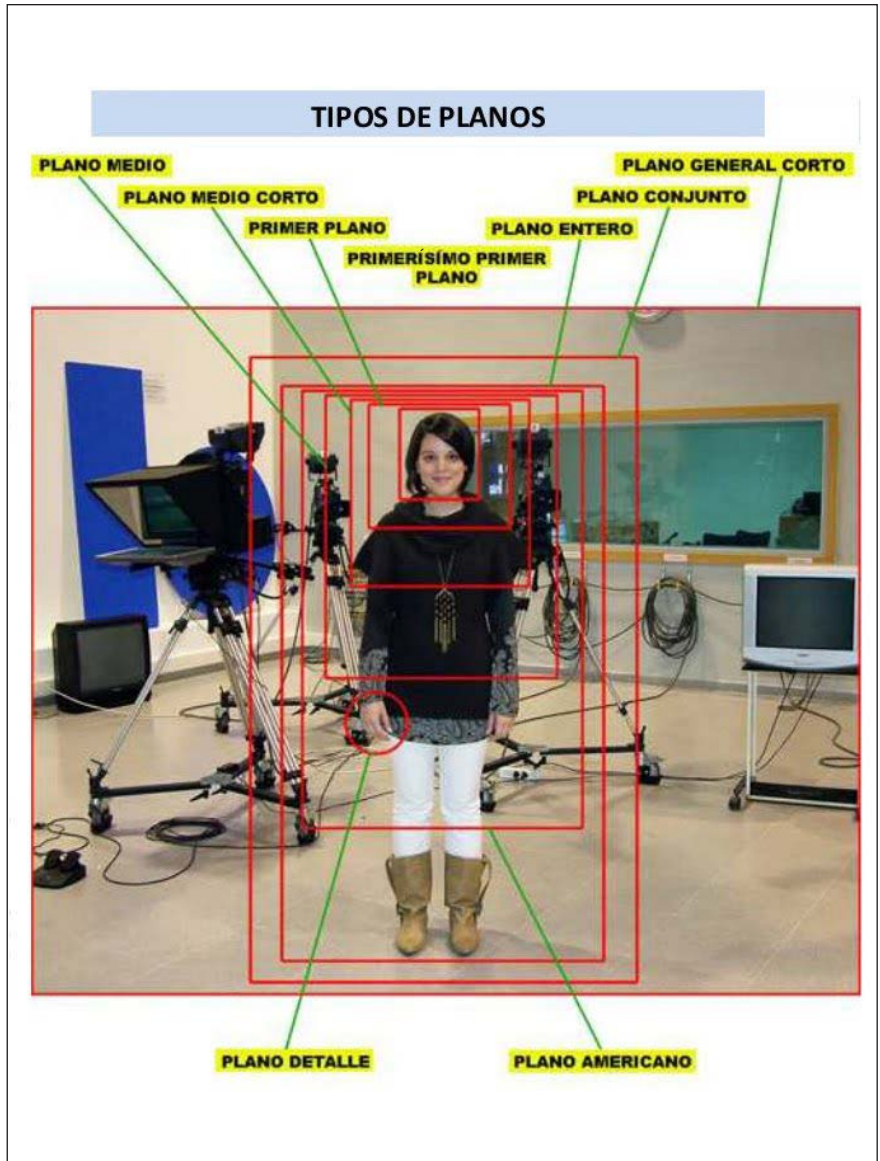 TIPOS DE PLANOS
PLANO MEDIO
PLANO GENERAL CORTO
PLANO MEDIO CORTO
PLANO CONJUNTO
PRIMER PLANO
PLANO ENTERO
PRIMERÍSÍMO PRIMER
PLANO
PLANO DETALLE
PLANO AMERICANO